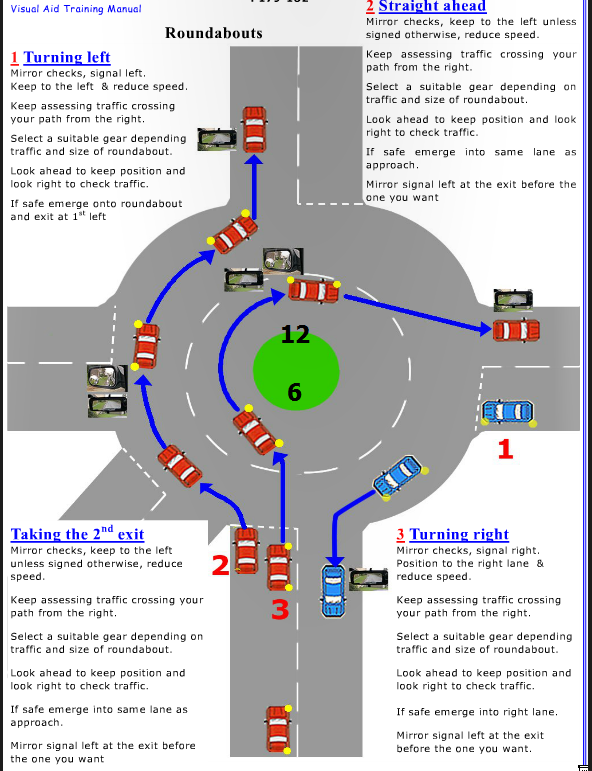 Visual Aid Training Manual
Roundabouts
1 Turning left
Mirror checks, signal left.
Keep to the left & reduce speed.
Keep assessing traffic crossing
your path from the right.
Select a suitable gear depending
traffic and size of roundabout.
Look ahead to keep position and
look right to check traffic.
If safe emerge onto roundabout
and exit at 1st left
2 Straight ahead
Mirror checks, keep to the left unless
signed otherwise, reduce speed.
Keep assessing traffic crossing your
path from the right.
Select a suitable gear depending on
traffic and size of roundabout.
Look ahead to keep position and look
right to check traffic.
If safe emerge into same lane as
approach.
Mirror signal left at the exit before the
one you want
12
6
1
2
3
Taking the 2nd exit
Mirror checks, keep to the left
unless signed otherwise, reduce
speed.
Keep assessing traffic crossing your
path from the right.
Select a suitable gear depending on
traffic and size of roundabout.
Look ahead to keep position and
look right to check traffic.
If safe emerge into same lane as
approach.
Mirror signal left at the exit before
the one you want
3 Turning right
Mirror checks, signal right.
Position to the right lane &
reduce speed.
Keep assessing traffic crossing
your path from the right.
Select a suitable gear depending
traffic and size of roundabout.
Look ahead to keep position and
look right to check traffic.
If safe emerge into right lane.
Mirror signal left at the exit
before the one you want.